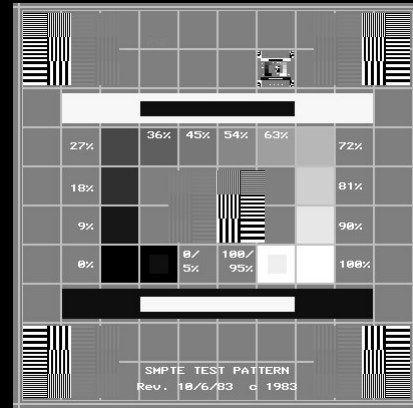 36% 45% 54% 63%
27% 72%
18% 81%
9% 90%
0% 0/ 100/ 100%
5% 95%
SMPTE TEST PATTERN
Rev. 10/6/83 c 1983